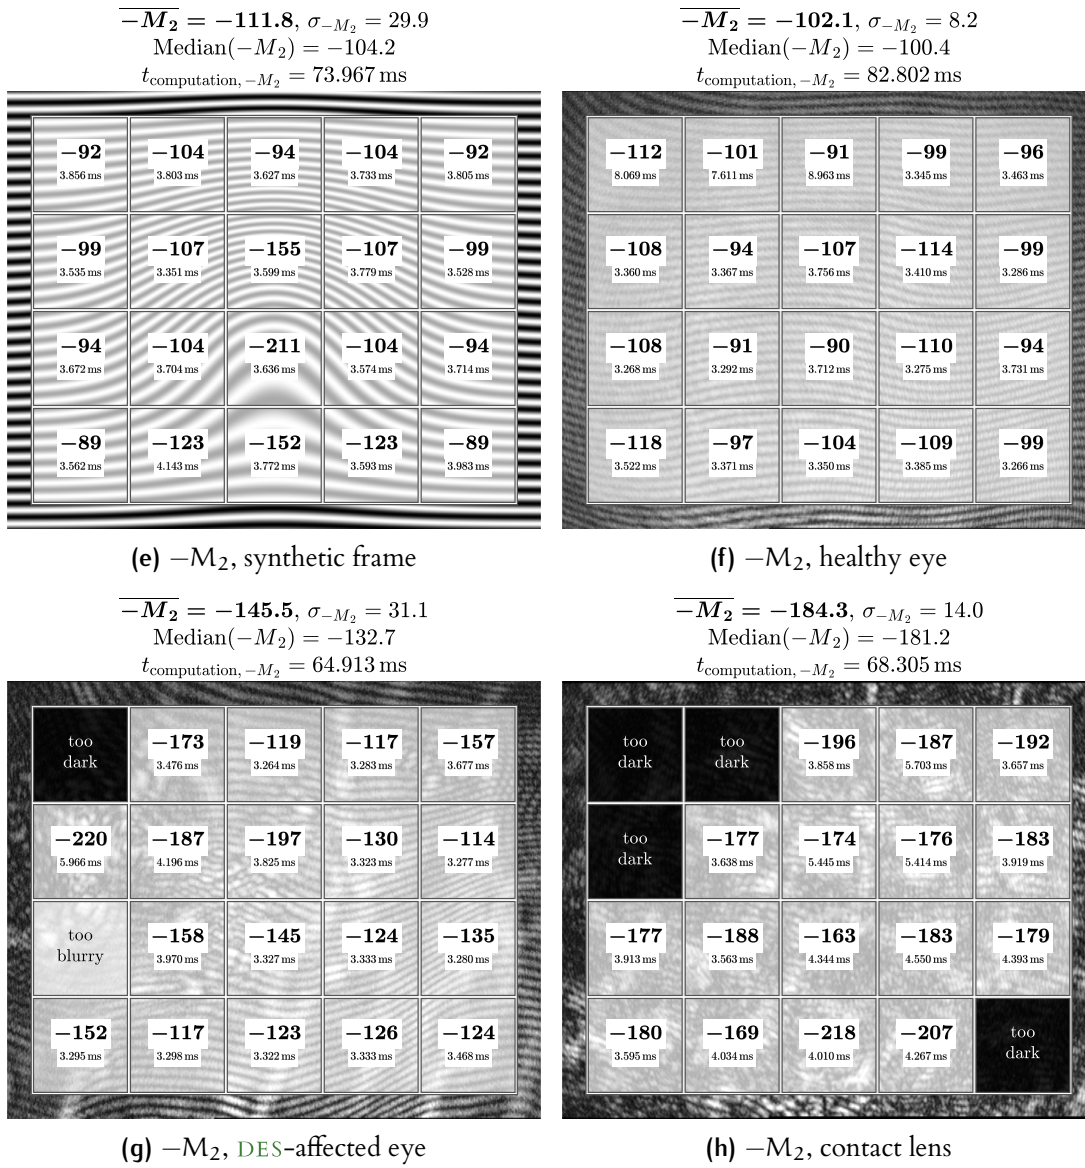 −M₂ = −111.8, σ−M₂ = 29.9
Median(−M₂) = −104.2
tcomputation, −M₂ = 73.967 ms
−92 −104 −94 −104 −92
3.856 ms 3.803 ms 3.627 ms 3.733 ms 3.805 ms
−99 −107 −155 −107 −99
3.535 ms 3.351 ms 3.599 ms 3.779 ms 3.528 ms
−94 −104 −211 −104 −94
3.672 ms 3.704 ms 3.636 ms 3.574 ms 3.714 ms
−89 −123 −152 −123 −89
3.562 ms 4.143 ms 3.772 ms 3.593 ms 3.983 ms
(e) −M₂, synthetic frame
−M₂ = −102.1, σ−M₂ = 8.2
Median(−M₂) = −100.4
tcomputation, −M₂ = 82.802 ms
−112 −101 −91 −99 −96
8.069 ms 7.611 ms 8.963 ms 3.345 ms 3.463 ms
−108 −94 −107 −114 −99
3.360 ms 3.367 ms 3.756 ms 3.410 ms 3.286 ms
−108 −91 −90 −110 −94
3.268 ms 3.292 ms 3.712 ms 3.275 ms 3.731 ms
−118 −97 −104 −109 −99
3.522 ms 3.371 ms 3.350 ms 3.385 ms 3.266 ms
(f) −M₂, healthy eye
−M₂ = −145.5, σ−M₂ = 31.1
Median(−M₂) = −132.7
tcomputation, −M₂ = 64.913 ms
too dark −173 −119 −117 −157
3.476 ms 3.264 ms 3.283 ms 3.677 ms
−220 −187 −197 −130 −114
5.966 ms 4.196 ms 3.825 ms 3.323 ms 3.277 ms
too blurry −158 −145 −124 −135
3.970 ms 3.327 ms 3.333 ms 3.280 ms
−152 −117 −123 −126 −124
3.295 ms 3.298 ms 3.322 ms 3.333 ms 3.468 ms
(g) −M₂, DES-affected eye
−M₂ = −184.3, σ−M₂ = 14.0
Median(−M₂) = −181.2
tcomputation, −M₂ = 68.305 ms
too dark too dark −196 −187 −192
3.858 ms 5.703 ms 3.657 ms
too dark −177 −174 −176 −183
3.638 ms 5.445 ms 5.414 ms 3.919 ms
−177 −188 −163 −183 −179
3.913 ms 3.563 ms 4.344 ms 4.550 ms 4.393 ms
−180 −169 −218 −207 too dark
3.595 ms 4.034 ms 4.010 ms 4.267 ms
(h) −M₂, contact lens